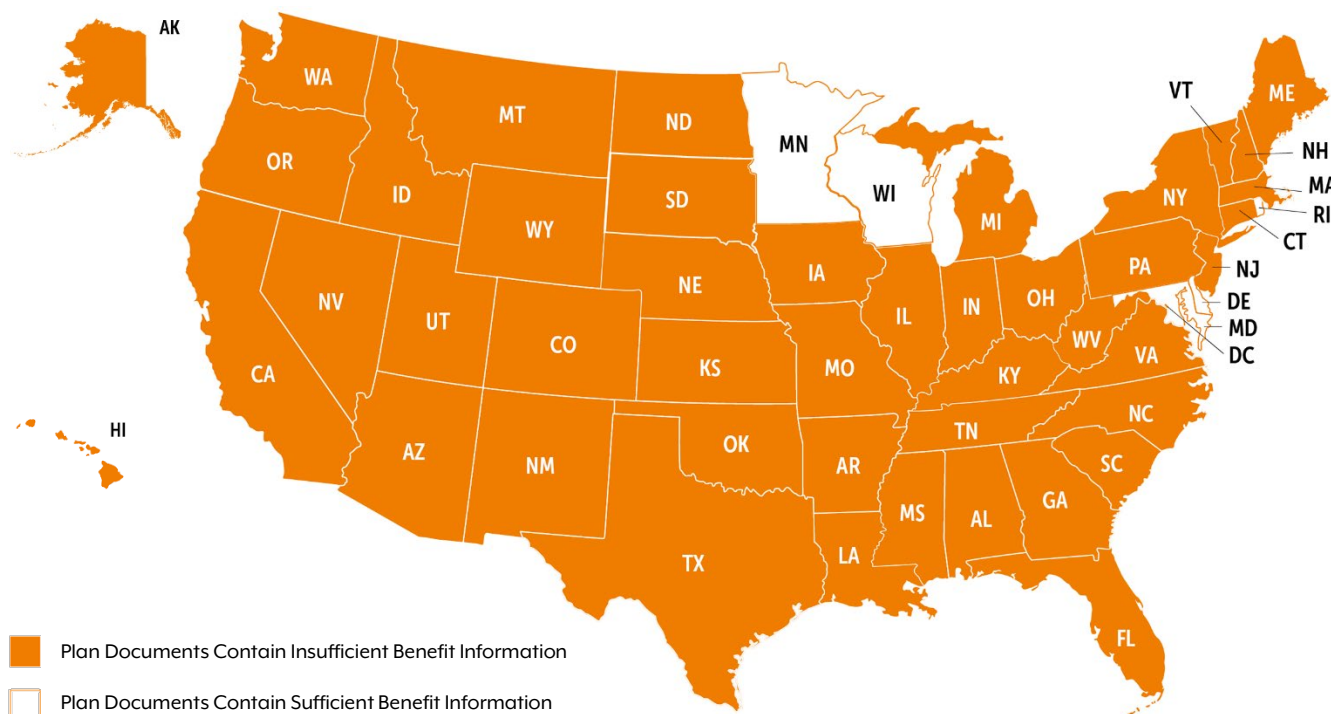 AK
WA
MT
ND
MN
VT
ME
OR
ID
SD
WI
NY
NH
MA
RI
WY
MI
CT
IA
PA
NJ
NE
NV
UT
CO
IL
IN
OH
DE
MD
WV
DC
CA
KS
MO
KY
VA
NC
HI
AZ
NM
OK
AR
TN
SC
MS
AL
GA
TX
LA
FL
Plan Documents Contain Insufficient Benefit Information
Plan Documents Contain Sufficient Benefit Information